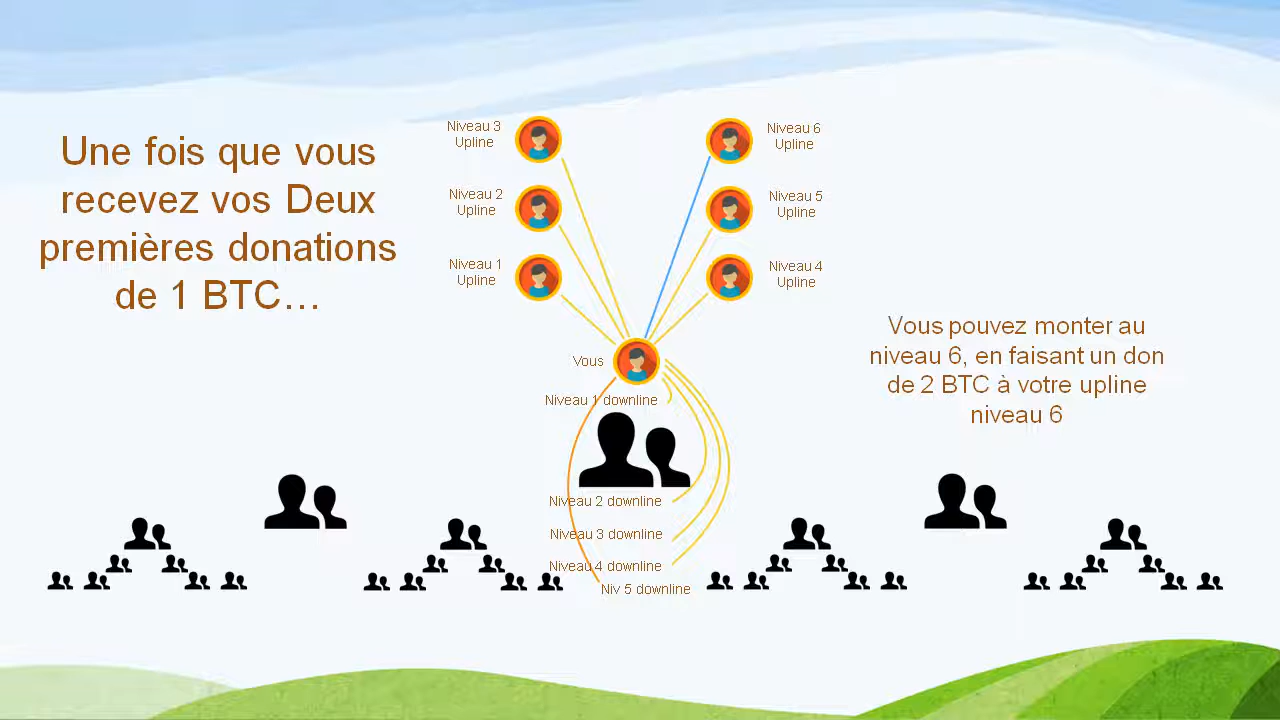 Une fois que vous
recevez vos Deux
premières donations
de 1 BTC…
Niveau 3
Upline
Niveau 2
Upline
Niveau 1
Upline
Niveau 6
Upline
Niveau 5
Upline
Niveau 4
Upline
Vous
Niveau 1 downline
Niveau 2 downline
Niveau 3 downline
Niveau 4 downline
Niv 5 downline
Vous pouvez monter au
niveau 6, en faisant un don
de 2 BTC à votre upline
niveau 6